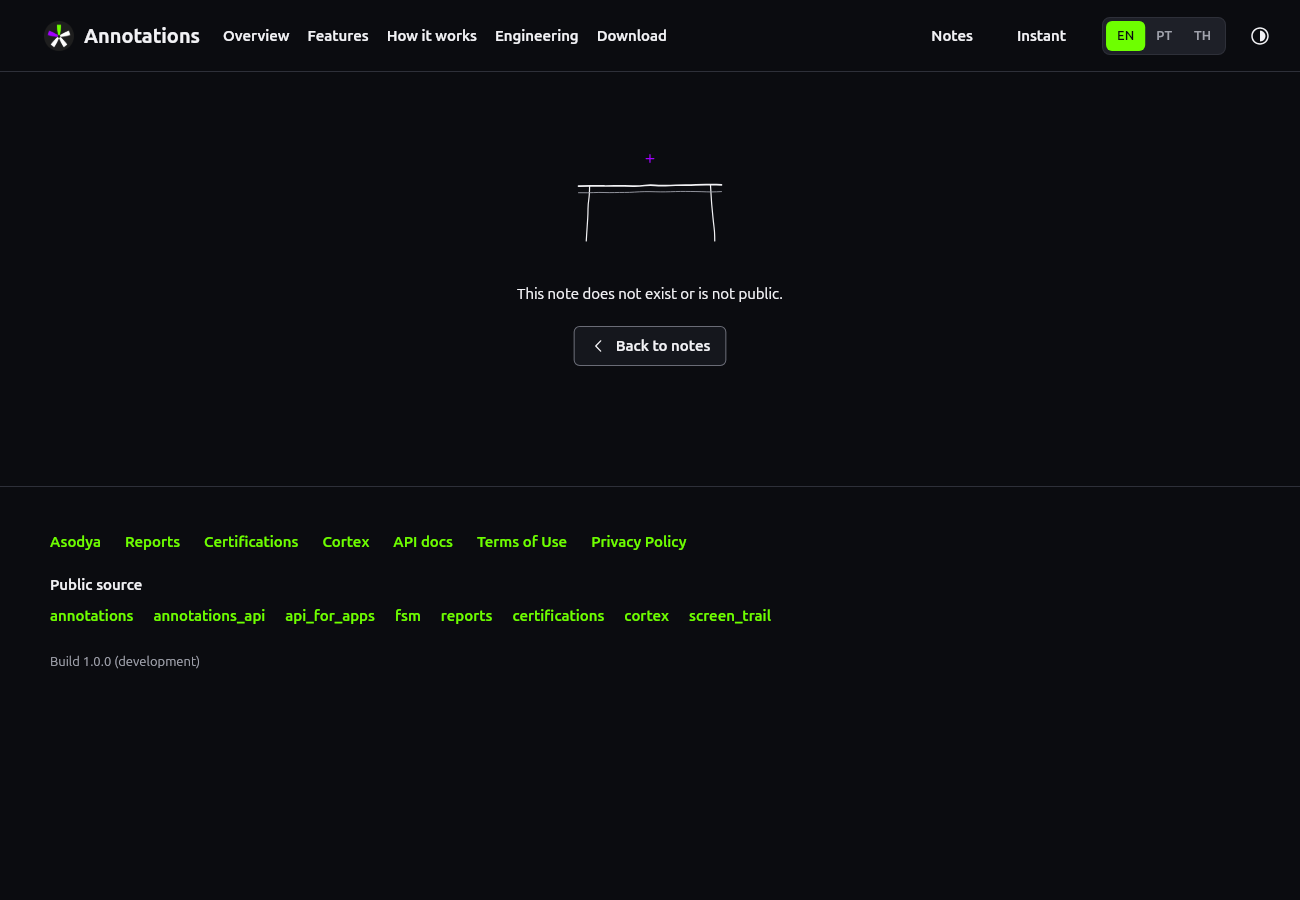 Annotations Overview Features How it works Engineering Download Notes Instant EN PT TH
This note does not exist or is not public.
Back to notes
Asodya Reports Certifications Cortex API docs Terms of Use Privacy Policy
Public source
annotations annotations_api api_for_apps fsm reports certifications cortex screen_trail
Build 1.0.0 (development)